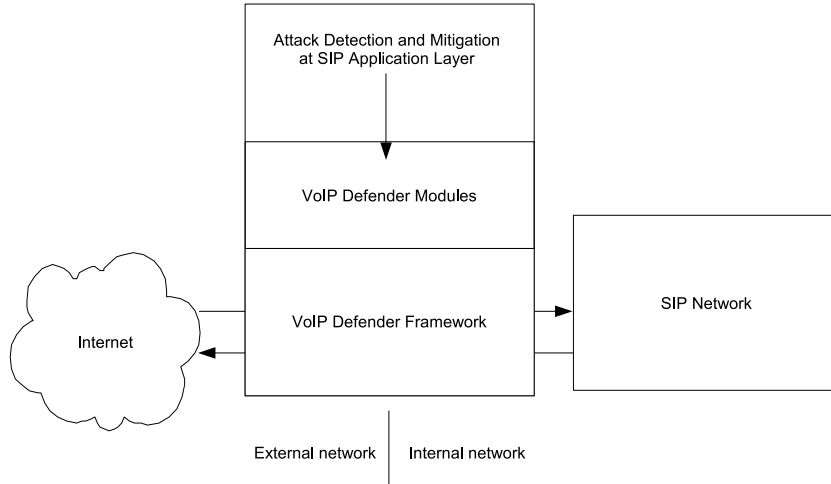 Attack Detection and Mitigation
at SIP Application Layer
VoIP Defender Modules
VoIP Defender Framework
SIP Network
Internet
External network
Internal network